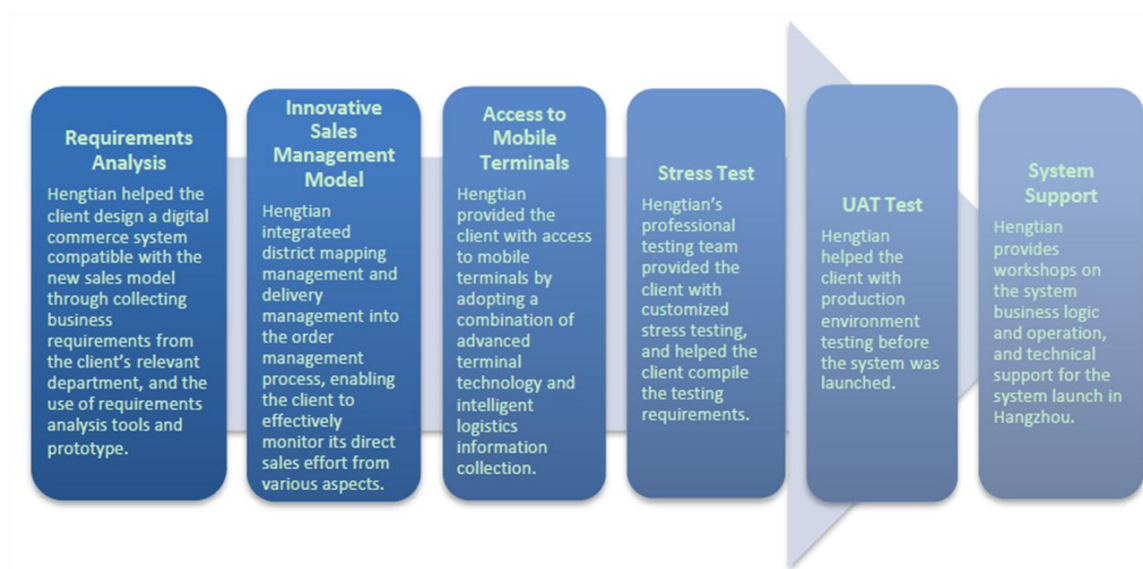 Requirements
Analysis
Hengtian helped the
client design a digital
commerce system
compatible with the
new sales model
through collecting
business
requirements from
the client's relevant
department, and the
use of requirements
analysis tools and
prototype.
Innovative
Sales
Management
Model
Hengtian
integrateed
district mapping
management and
delivery
management into
the order
management
process, enabling
the client to
effectively
monitor its direct
sales effort from
various aspects.
Access to
Mobile
Terminals
Hengtian
provided the
client with access
to mobile
terminals by
adopting a
combination of
advanced
terminal
technology and
intelligent
logistics
information
collection.
Stress Test
Hengtian's
professional
testing team
provided the
client with
customized
stress testing,
and helped the
client compile
the testing
requirements.
UAT Test
Hengtian
helped the
client with
production
environment
testing before
the system was
launched.
System
Support
Hengtian
provides
workshops on
the system
business logic
and operation,
and technical
support for the
system launch in
Hangzhou.